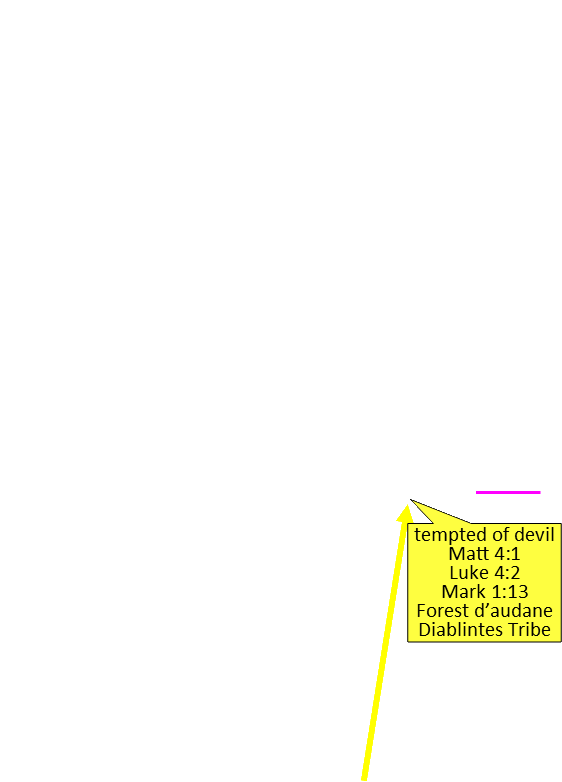 tempted of devil
Matt 4:1
Luke 4:2
Mark 1:13
Forest d’audane
Diablintes Tribe